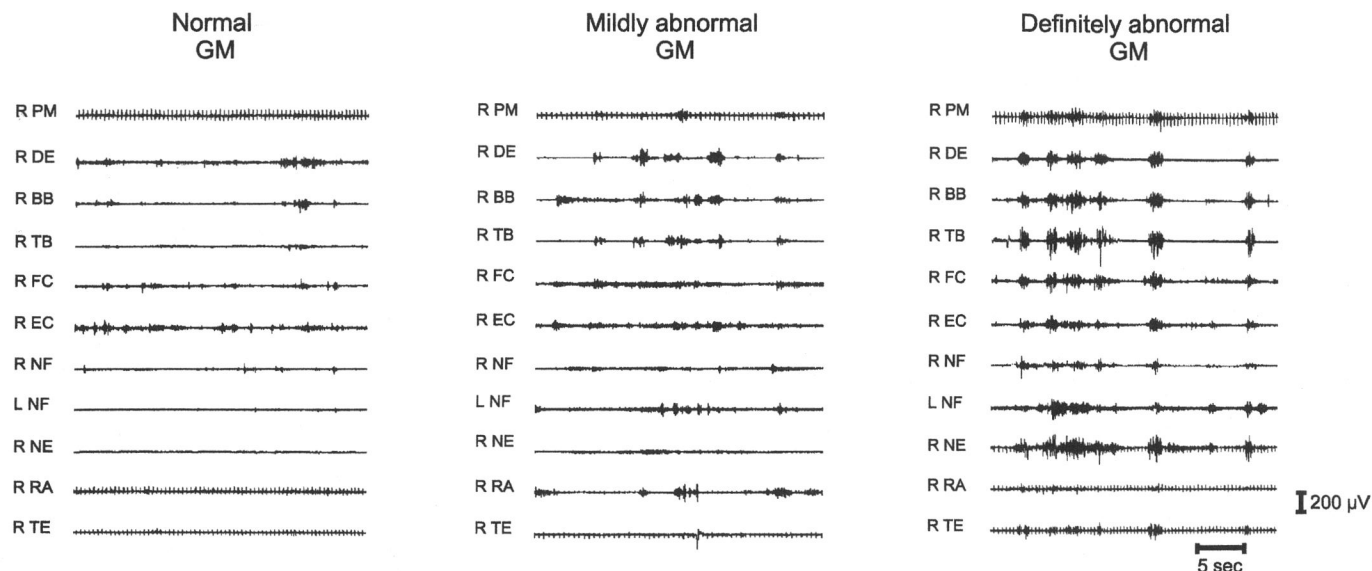 Normal
GM
R PM
R DE
R BB
R TB
R FC
R EC
R NF
L NF
R NE
R RA
R TE
Mildly abnormal
GM
R PM
R DE
R BB
R TB
R FC
R EC
R NF
L NF
R NE
R RA
R TE
Definitely abnormal
GM
R PM
R DE
R BB
R TB
R FC
R EC
R NF
L NF
R NE
R RA
R TE
200 µV
5 sec